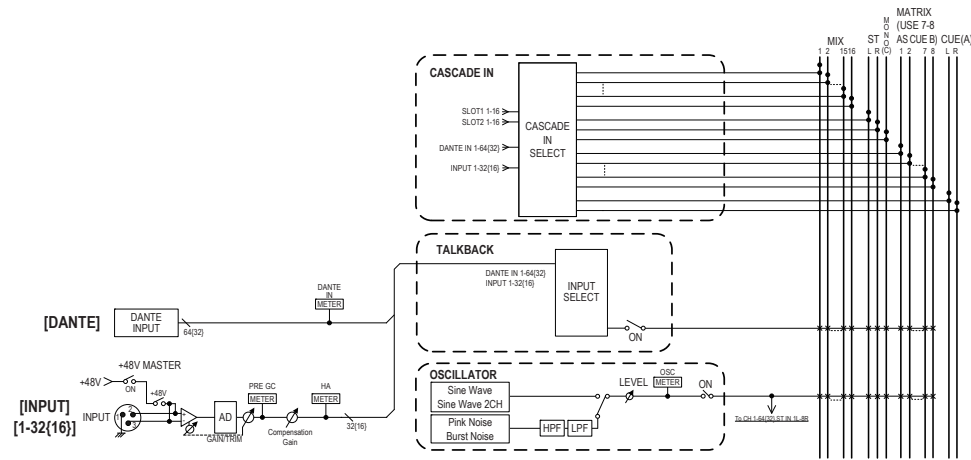 MATRIX
(USE 7-8
AS CUE B)
MIX
ST
MONO
(C)
CUE(A)
1 2 15 16 L R 1 2 7 8 L R
CASCADE IN
SLOT1 1-16
SLOT2 1-16
DANTE IN 1-64{32}
INPUT 1-32{16}
CASCADE
IN
SELECT
TALKBACK
DANTE IN 1-64{32}
INPUT 1-32{16}
INPUT
SELECT
ON
[DANTE]
DANTE
INPUT
64{32}
DANTE
IN
METER
+48V MASTER
+48V
ON
+48V
[INPUT]
[1-32{16}]
INPUT
1
2
3
AD
GAIN/TRIM
PRE GC
METER
Compensation
Gain
HA
METER
32{16}
OSCILLATOR
Sine Wave
Sine Wave 2CH
Pink Noise
Burst Noise
HPF
LPF
LEVEL
OSC
METER
ON
To CH 1-64{32},ST IN 1L-8R